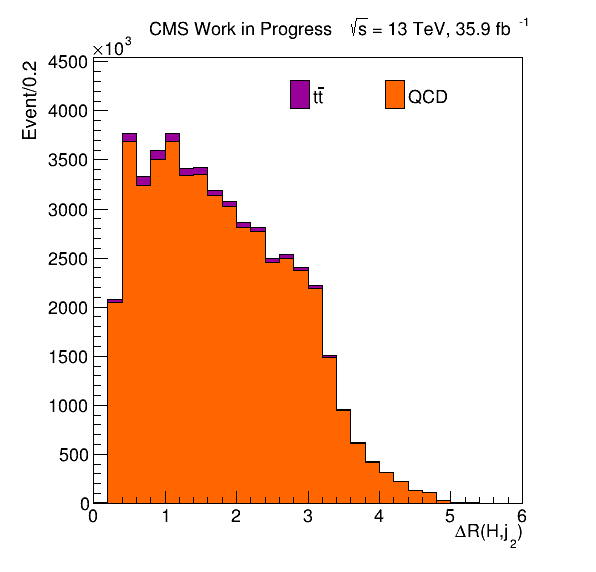 CMS Work in Progress √s = 13 TeV, 35.9 fb⁻¹
×10³
Event/0.2
tt̅ QCD
4500
4000
3500
3000
2500
2000
1500
1000
500
0
0 1 2 3 4 5 6
ΔR(H,j₂)